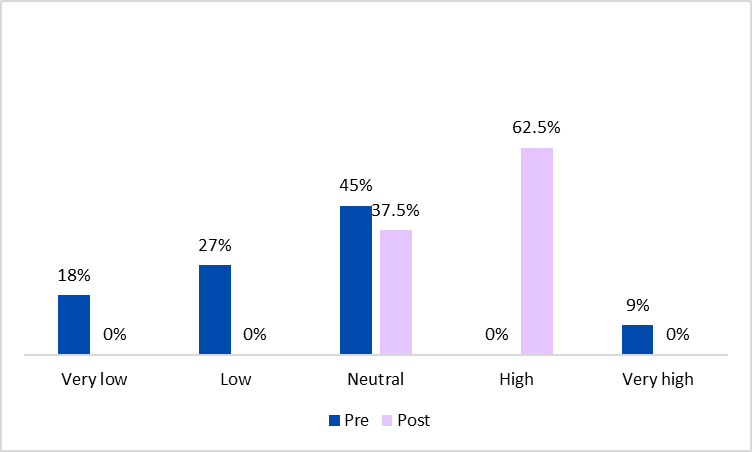 62.5%
45%
37.5%
27%
18%
9%
0%
0%
0%
0%
Very low
Low
Neutral
High
Very high
Pre
Post